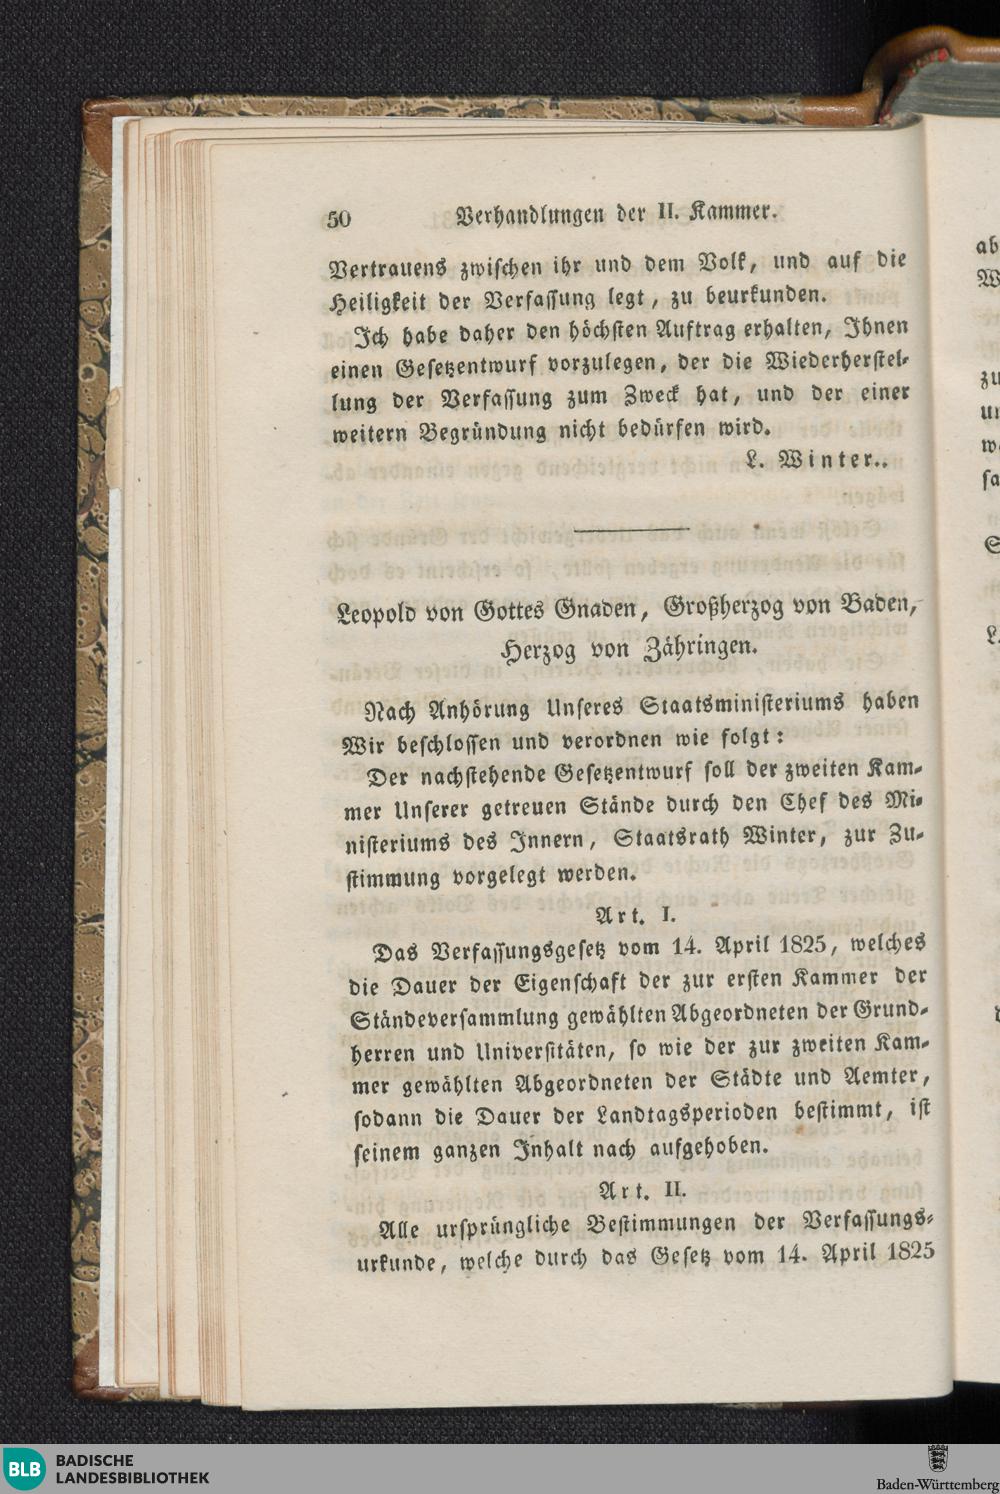 50 Verhandlungen der II. Kammer.
Vertrauens zwiſchen ihr und dem Volk, und auf die
Heiligkeit der Verfaſſung legt, zu beurkunden.
Ich habe daher den höchſten Auftrag erhalten, Ihnen
einen Geſetzentwurf vorzulegen, der die Wiederherſtel-
lung der Verfaſſung zum Zweck hat, und der einer
weitern Begründung nicht bedürfen wird.
L. Winter..
Leopold von Gottes Gnaden, Großherzog von Baden,
Herzog von Zähringen.
Nach Anhörung Unſeres Staatsminiſteriums haben
Wir beſchloſſen und verordnen wie folgt:
Der nachſtehende Geſetzentwurf ſoll der zweiten Kam-
mer Unſerer getreuen Stände durch den Chef des Mi-
niſteriums des Innern, Staatsrath Winter, zur Zu-
ſtimmung vorgelegt werden.
Art. I.
Das Verfaſſungsgeſetz vom 14. April 1825, welches
die Dauer der Eigenſchaft der zur erſten Kammer der
Ständeverſammlung gewählten Abgeordneten der Grund-
herren und Univerſitäten, ſo wie der zur zweiten Kam-
mer gewählten Abgeordneten der Städte und Aemter,
ſodann die Dauer der Landtagsperioden beſtimmt, iſt
ſeinem ganzen Inhalt nach aufgehoben.
Art. II.
Alle urſprüngliche Beſtimmungen der Verfaſſungs-
urkunde, welche durch das Geſetz vom 14. April 1825
BLB BADISCHE
LANDESBIBLIOTHEK
Baden-Württemberg